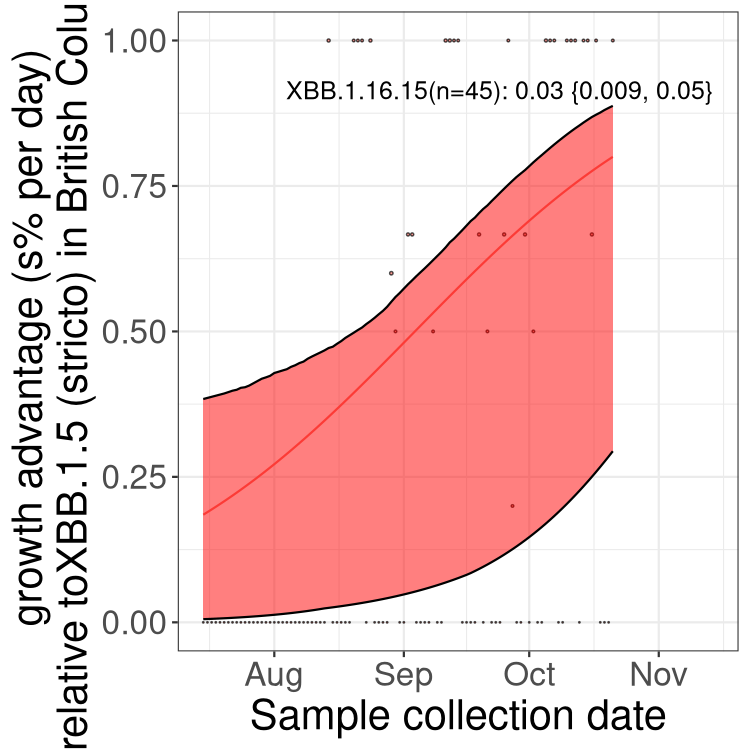 growth advantage (s% per day)
relative toXBB.1.5 (stricto) in British Colu
1.00
0.75
0.50
0.25
0.00
XBB.1.16.15(n=45): 0.03 {0.009, 0.05}
Aug Sep Oct Nov
Sample collection date